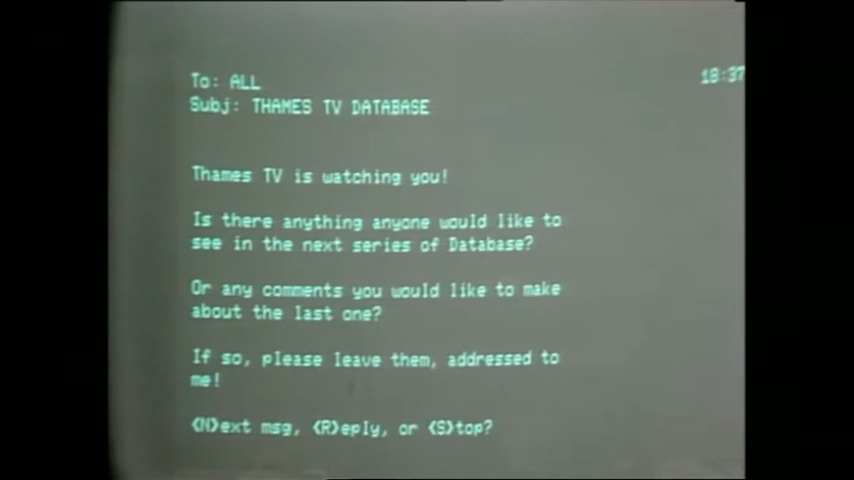 To: ALL
18:37
Subj: THAMES TV DATABASE
Thames TV is watching you!
Is there anything anyone would like to
see in the next series of Database?
Or any comments you would like to make
about the last one?
If so, please leave them, addressed to
me!
(N)ext msg, (R)eply, or (S)top?